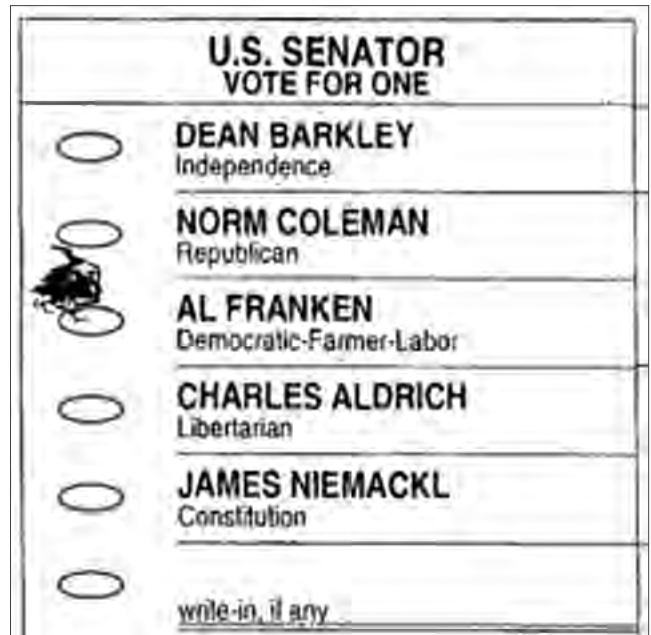 U.S. SENATOR
VOTE FOR ONE
DEAN BARKLEY
Independence
NORM COLEMAN
Republican
AL FRANKEN
Democratic-Farmer-Labor
CHARLES ALDRICH
Libertarian
JAMES NIEMACKL
Constitution
write-in, if any